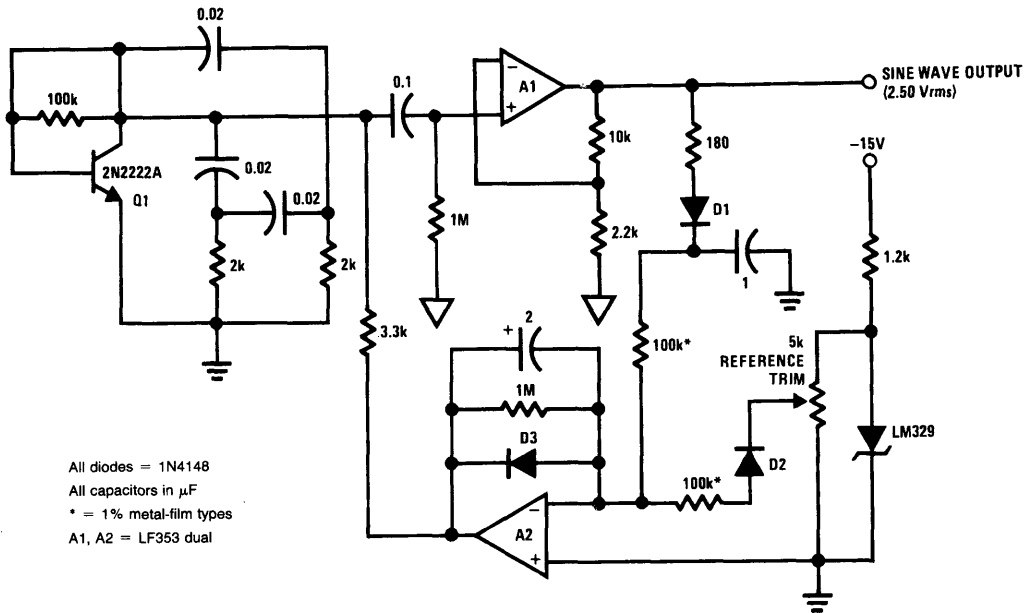 0.02
100k
2N2222A
Q1
0.02
0.02
2k
2k
0.1
1M
3.3k
A1
−
+
10k
2.2k
SINE WAVE OUTPUT
(2.50 Vrms)
180
D1
1
−15V
1.2k
100k*
5k
REFERENCE
TRIM
LM329
D2
100k*
+
2
1M
D3
A2
−
+
All diodes = 1N4148
All capacitors in μF
* = 1% metal-film types
A1, A2 = LF353 dual